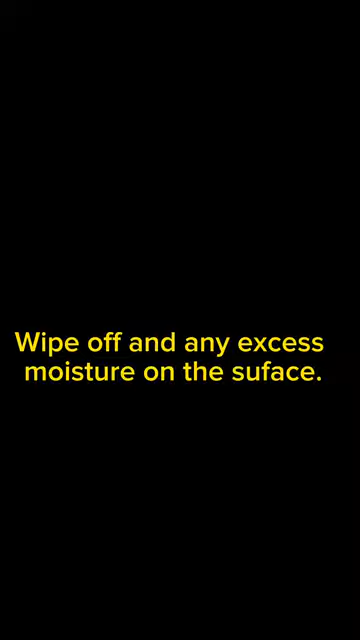 Wipe off and any excess
moisture on the suface.